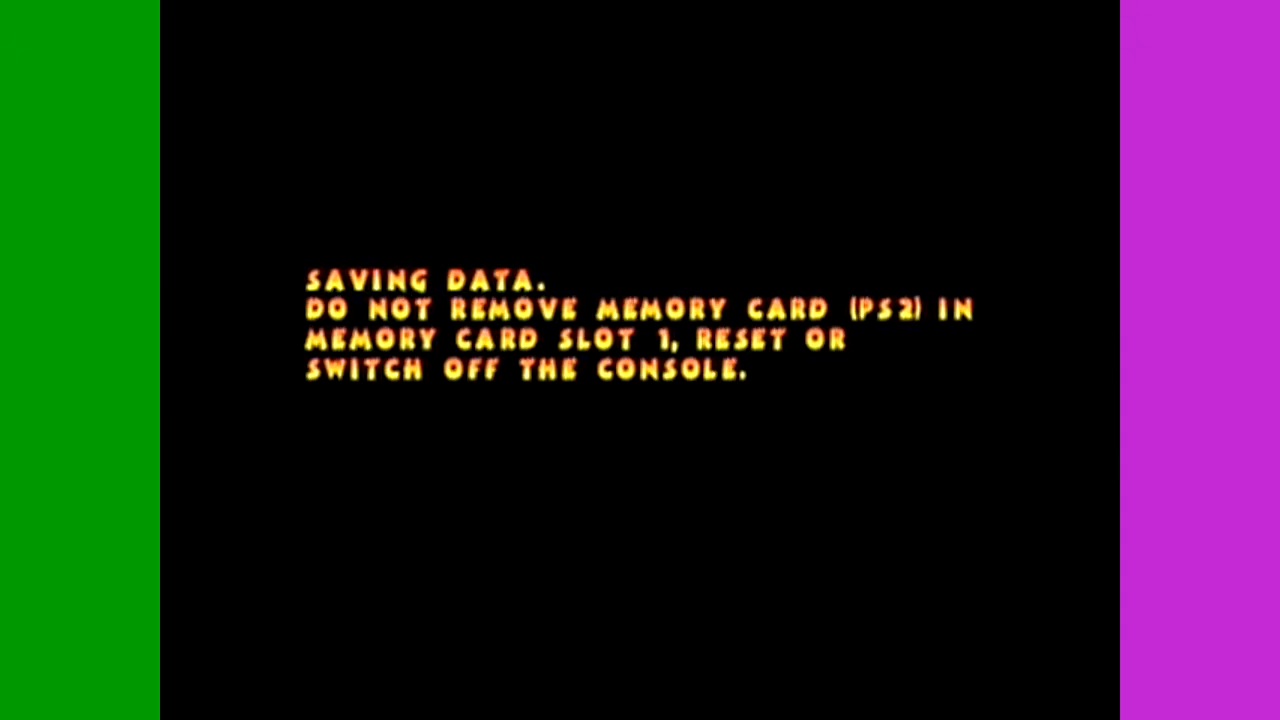 SAVING DATA.
DO NOT REMOVE MEMORY CARD (PS2) IN
MEMORY CARD SLOT 1, RESET OR
SWITCH OFF THE CONSOLE.